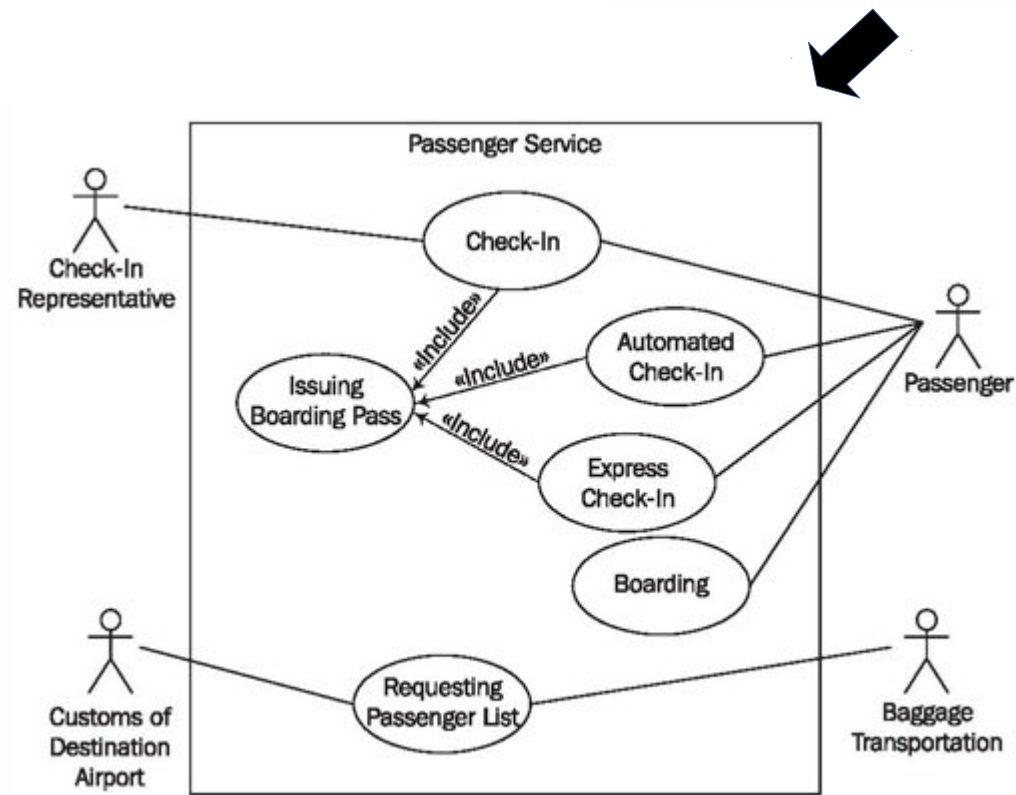 Passenger Service
Check-In
Representative
Check-In
«Include»
Automated
Check-In
Passenger
«Include»
Issuing
Boarding Pass
«Include»
Express
Check-In
Boarding
Customs of
Destination
Airport
Requesting
Passenger List
Baggage
Transportation